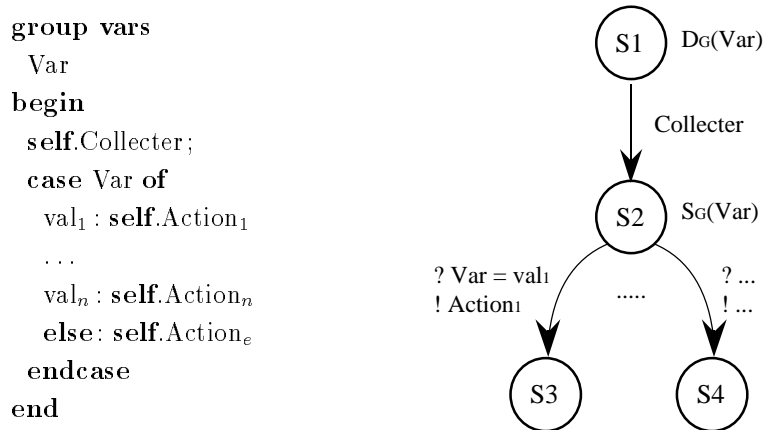 group vars
Var
begin
self.Collecter;
case Var of
val₁ : self.Action₁
...
valₙ : self.Actionₙ
else: self.Actionₑ
endcase
end
S1
DG(Var)
Collecter
S2
SG(Var)
? Var = val1
! Action1
.....
? ...
! ...
S3
S4